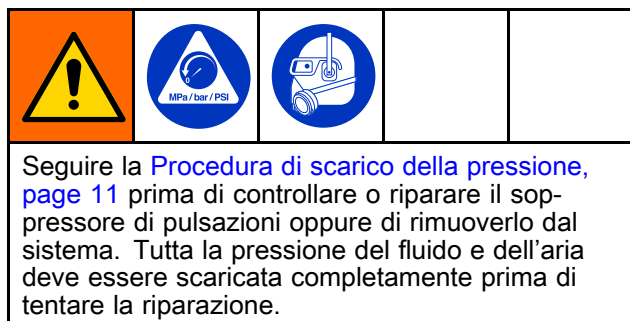 MPa/bar/PSI
Seguire la Procedura di scarico della pressione,
page 11 prima di controllare o riparare il sop-
pressore di pulsazioni oppure di rimuoverlo dal
sistema. Tutta la pressione del fluido e dell'aria
deve essere scaricata completamente prima di
tentare la riparazione.